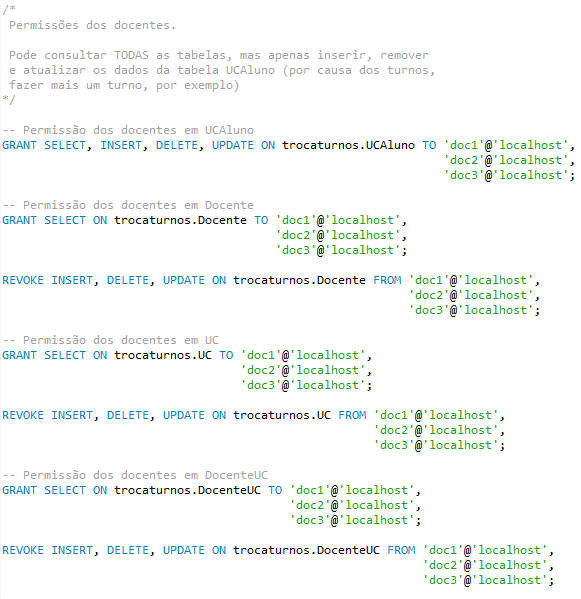 /*
Permissões dos docentes.
Pode consultar TODAS as tabelas, mas apenas inserir, remover
e atualizar os dados da tabela UCAluno (por causa dos turnos,
fazer mais um turno, por exemplo)
*/
-- Permissão dos docentes em UCAluno
GRANT SELECT, INSERT, DELETE, UPDATE ON trocaturnos.UCAluno TO 'doc1'@'localhost',
'doc2'@'localhost',
'doc3'@'localhost';
-- Permissão dos docentes em Docente
GRANT SELECT ON trocaturnos.Docente TO 'doc1'@'localhost',
'doc2'@'localhost',
'doc3'@'localhost';
REVOKE INSERT, DELETE, UPDATE ON trocaturnos.Docente FROM 'doc1'@'localhost',
'doc2'@'localhost',
'doc3'@'localhost';
-- Permissão dos docentes em UC
GRANT SELECT ON trocaturnos.UC TO 'doc1'@'localhost',
'doc2'@'localhost',
'doc3'@'localhost';
REVOKE INSERT, DELETE, UPDATE ON trocaturnos.UC FROM 'doc1'@'localhost',
'doc2'@'localhost',
'doc3'@'localhost';
-- Permissão dos docentes em DocenteUC
GRANT SELECT ON trocaturnos.DocenteUC TO 'doc1'@'localhost',
'doc2'@'localhost',
'doc3'@'localhost';
REVOKE INSERT, DELETE, UPDATE ON trocaturnos.DocenteUC FROM 'doc1'@'localhost',
'doc2'@'localhost',
'doc3'@'localhost';